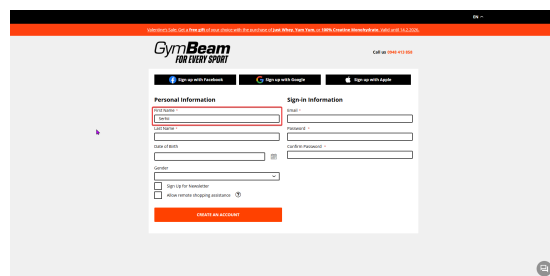 EN
Valentine's Sale: Get a free gift of your choice with the purchase of Just Whey, Yum Yum, or 100% Creatine Monohydrate. Valid until 14.2.2026.
GymBeam
FOR EVERY SPORT
Call us 0948 412 858
Sign up with Facebook
Sign up with Google
Sign up with Apple
Personal Information
Sign-in Information
First Name *
Email *
Last Name *
Password *
Date of Birth
Confirm Password *
Gender
Sign Up for Newsletter
Allow remote shopping assistance
CREATE AN ACCOUNT